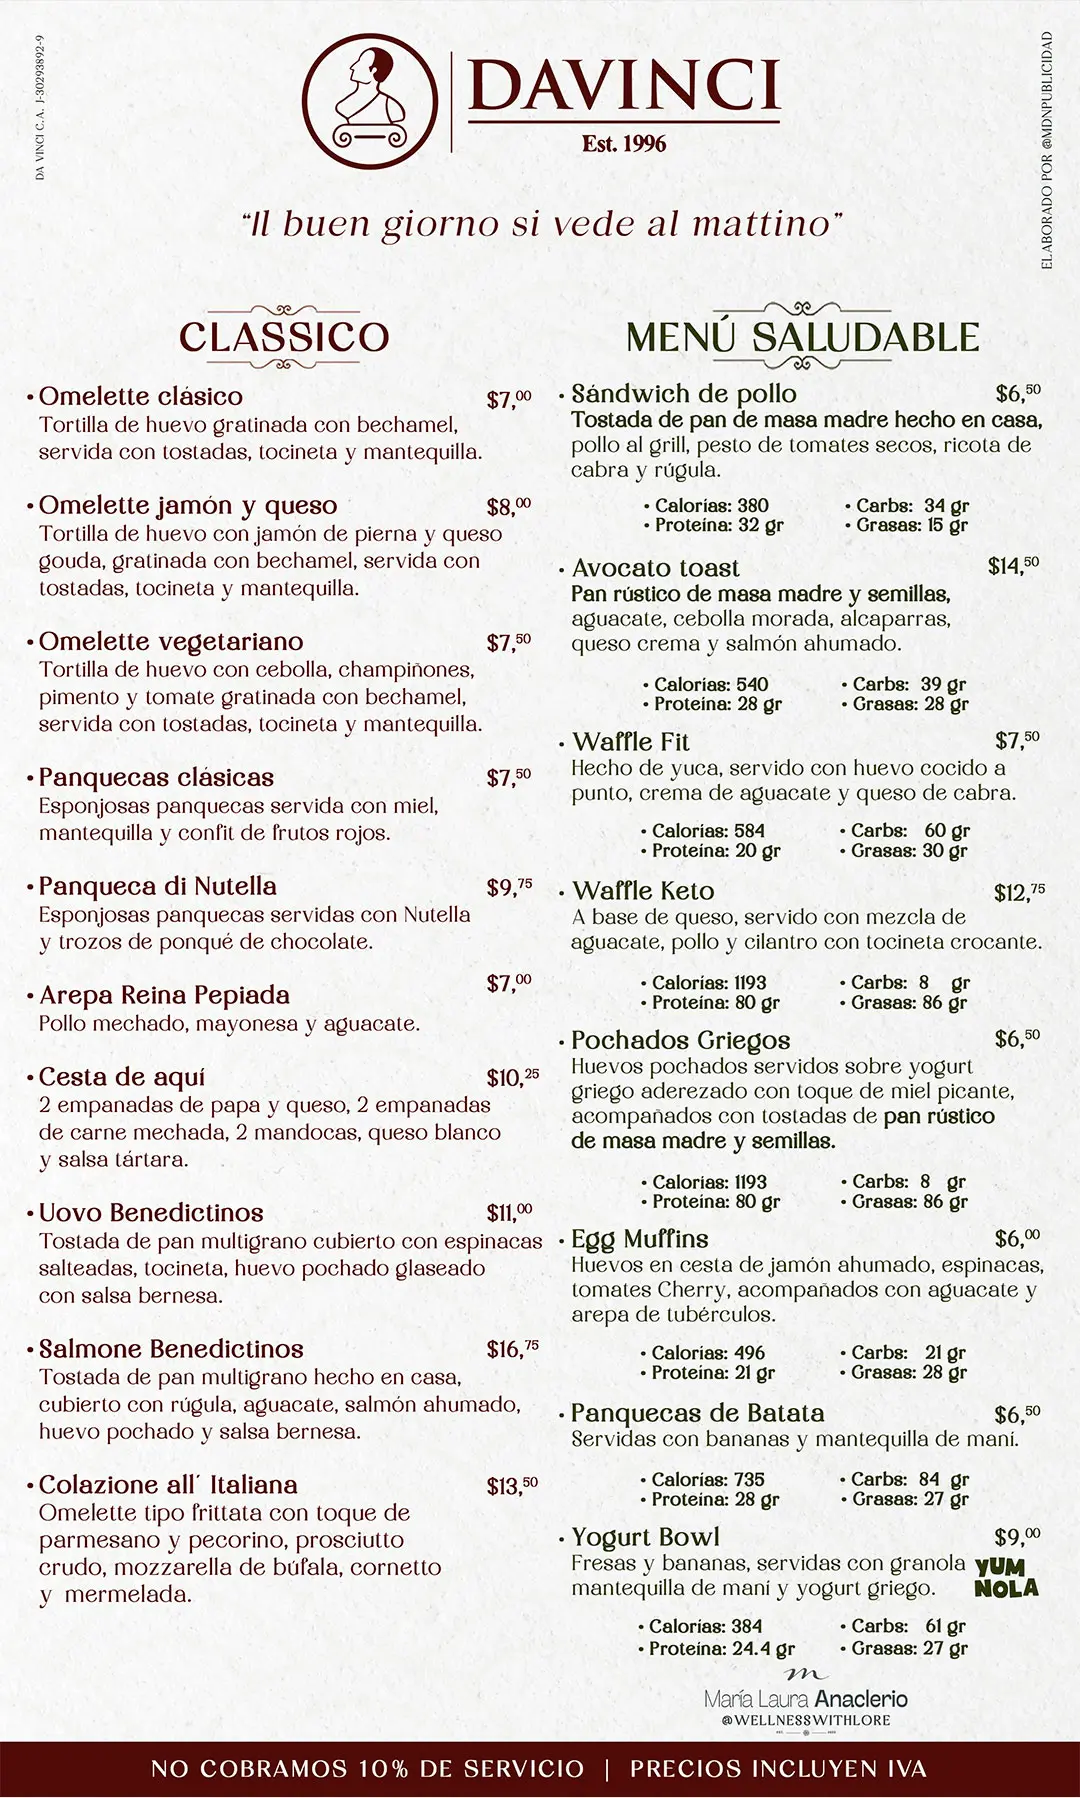 DA VINCI C.A. J-30293892-9
ELABORADO POR @MDNPUBLICIDAD
DAVINCI
Est. 1996
“Il buen giorno si vede al mattino”
CLASSICO
• Omelette clásico $7,00
Tortilla de huevo gratinada con bechamel,
servida con tostadas, tocineta y mantequilla.
• Omelette jamón y queso $8,00
Tortilla de huevo con jamón de pierna y queso
gouda, gratinada con bechamel, servida con
tostadas, tocineta y mantequilla.
• Omelette vegetariano $7,50
Tortilla de huevo con cebolla, champiñones,
pimento y tomate gratinada con bechamel,
servida con tostadas, tocineta y mantequilla.
• Panquecas clásicas $7,50
Esponjosas panquecas servida con miel,
mantequilla y confit de frutos rojos.
• Panqueca di Nutella $9,75
Esponjosas panquecas servidas con Nutella
y trozos de ponqué de chocolate.
• Arepa Reina Pepiada $7,00
Pollo mechado, mayonesa y aguacate.
• Cesta de aquí $10,25
2 empanadas de papa y queso, 2 empanadas
de carne mechada, 2 mandocas, queso blanco
y salsa tártara.
• Uovo Benedictinos $11,00
Tostada de pan multigrano cubierto con espinacas
salteadas, tocineta, huevo pochado glaseado
con salsa bernesa.
• Salmone Benedictinos $16,75
Tostada de pan multigrano hecho en casa,
cubierto con rúgula, aguacate, salmón ahumado,
huevo pochado y salsa bernesa.
• Colazione all´ Italiana $13,50
Omelette tipo frittata con toque de
parmesano y pecorino, prosciutto
crudo, mozzarella de búfala, cornetto
y mermelada.
MENÚ SALUDABLE
• Sándwich de pollo $6,50
Tostada de pan de masa madre hecho en casa,
pollo al grill, pesto de tomates secos, ricota de
cabra y rúgula.
• Calorías: 380 • Carbs: 34 gr
• Proteína: 32 gr • Grasas: 15 gr
• Avocato toast $14,50
Pan rústico de masa madre y semillas,
aguacate, cebolla morada, alcaparras,
queso crema y salmón ahumado.
• Calorías: 540 • Carbs: 39 gr
• Proteína: 28 gr • Grasas: 28 gr
• Waffle Fit $7,50
Hecho de yuca, servido con huevo cocido a
punto, crema de aguacate y queso de cabra.
• Calorías: 584 • Carbs: 60 gr
• Proteína: 20 gr • Grasas: 30 gr
• Waffle Keto $12,75
A base de queso, servido con mezcla de
aguacate, pollo y cilantro con tocineta crocante.
• Calorías: 1193 • Carbs: 8 gr
• Proteína: 80 gr • Grasas: 86 gr
• Pochados Griegos $6,50
Huevos pochados servidos sobre yogurt
griego aderezado con toque de miel picante,
acompañados con tostadas de pan rústico
de masa madre y semillas.
• Calorías: 1193 • Carbs: 8 gr
• Proteína: 80 gr • Grasas: 86 gr
• Egg Muffins $6,00
Huevos en cesta de jamón ahumado, espinacas,
tomates Cherry, acompañados con aguacate y
arepa de tubérculos.
• Calorías: 496 • Carbs: 21 gr
• Proteína: 21 gr • Grasas: 28 gr
• Panquecas de Batata $6,50
Servidas con bananas y mantequilla de maní.
• Calorías: 735 • Carbs: 84 gr
• Proteína: 28 gr • Grasas: 27 gr
• Yogurt Bowl $9,00
Fresas y bananas, servidas con granola YUM
mantequilla de maní y yogurt griego. NOLA
• Calorías: 384 • Carbs: 61 gr
• Proteína: 24.4 gr • Grasas: 27 gr
m
María Laura Anaclerio
@WELLNESSWITHLORE
NO COBRAMOS 10% DE SERVICIO | PRECIOS INCLUYEN IVA